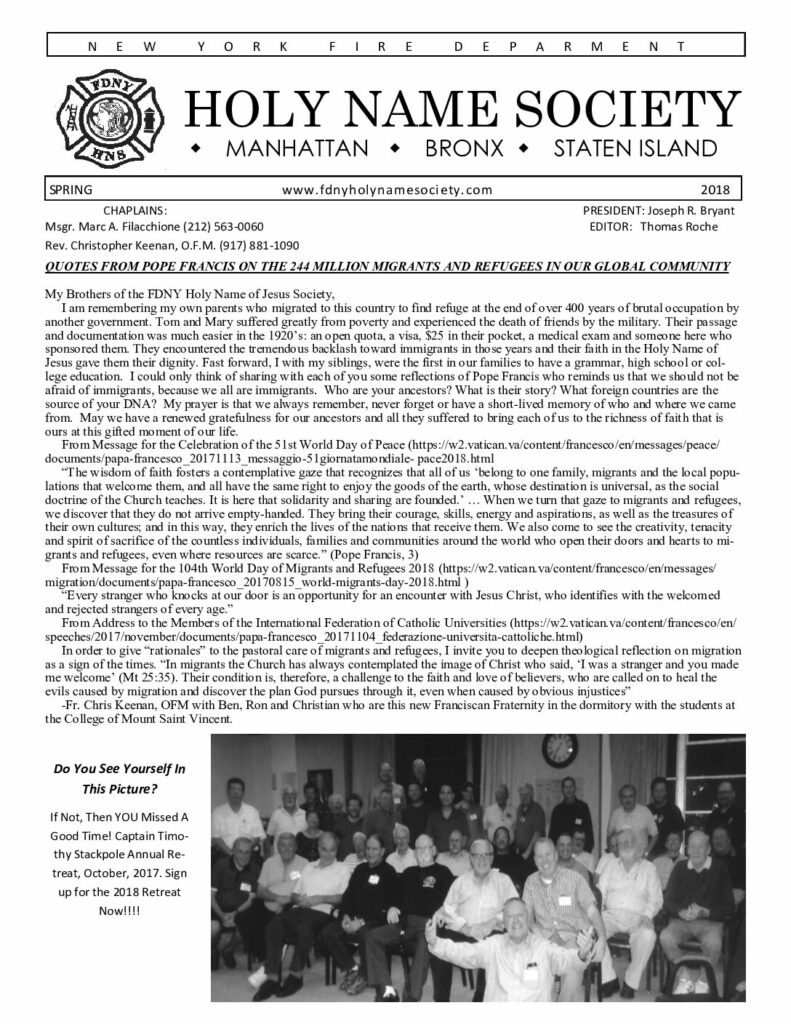 NEW YORK FIRE DEPARMENT
FDNY
HNS
HOLY NAME SOCIETY
◆ MANHATTAN ◆ BRONX ◆ STATEN ISLAND
SPRING www.fdnyholynamesociety.com 2018
CHAPLAINS: PRESIDENT: Joseph R. Bryant
Msgr. Marc A. Filacchione (212) 563-0060 EDITOR: Thomas Roche
Rev. Christopher Keenan, O.F.M. (917) 881-1090
QUOTES FROM POPE FRANCIS ON THE 244 MILLION MIGRANTS AND REFUGEES IN OUR GLOBAL COMMUNITY
My Brothers of the FDNY Holy Name of Jesus Society,
I am remembering my own parents who migrated to this country to find refuge at the end of over 400 years of brutal occupation by
another government. Tom and Mary suffered greatly from poverty and experienced the death of friends by the military. Their passage
and documentation was much easier in the 1920’s: an open quota, a visa, $25 in their pocket, a medical exam and someone here who
sponsored them. They encountered the tremendous backlash toward immigrants in those years and their faith in the Holy Name of
Jesus gave them their dignity. Fast forward, I with my siblings, were the first in our families to have a grammar, high school or col-
lege education. I could only think of sharing with each of you some reflections of Pope Francis who reminds us that we should not be
afraid of immigrants, because we all are immigrants. Who are your ancestors? What is their story? What foreign countries are the
source of your DNA? My prayer is that we always remember, never forget or have a short-lived memory of who and where we came
from. May we have a renewed gratefulness for our ancestors and all they suffered to bring each of us to the richness of faith that is
ours at this gifted moment of our life.
From Message for the Celebration of the 51st World Day of Peace (https://w2.vatican.va/content/francesco/en/messages/peace/
documents/papa-francesco_20171113_messaggio-51giornatamondiale- pace2018.html
“The wisdom of faith fosters a contemplative gaze that recognizes that all of us ‘belong to one family, migrants and the local popu-
lations that welcome them, and all have the same right to enjoy the goods of the earth, whose destination is universal, as the social
doctrine of the Church teaches. It is here that solidarity and sharing are founded.’ … When we turn that gaze to migrants and refugees,
we discover that they do not arrive empty-handed. They bring their courage, skills, energy and aspirations, as well as the treasures of
their own cultures; and in this way, they enrich the lives of the nations that receive them. We also come to see the creativity, tenacity
and spirit of sacrifice of the countless individuals, families and communities around the world who open their doors and hearts to mi-
grants and refugees, even where resources are scarce.” (Pope Francis, 3)
From Message for the 104th World Day of Migrants and Refugees 2018 (https://w2.vatican.va/content/francesco/en/messages/
migration/documents/papa-francesco_20170815_world-migrants-day-2018.html )
“Every stranger who knocks at our door is an opportunity for an encounter with Jesus Christ, who identifies with the welcomed
and rejected strangers of every age.”
From Address to the Members of the International Federation of Catholic Universities (https://w2.vatican.va/content/francesco/en/
speeches/2017/november/documents/papa-francesco_20171104_federazione-universita-cattoliche.html)
In order to give “rationales” to the pastoral care of migrants and refugees, I invite you to deepen theological reflection on migration
as a sign of the times. “In migrants the Church has always contemplated the image of Christ who said, ‘I was a stranger and you made
me welcome’ (Mt 25:35). Their condition is, therefore, a challenge to the faith and love of believers, who are called on to heal the
evils caused by migration and discover the plan God pursues through it, even when caused by obvious injustices”
-Fr. Chris Keenan, OFM with Ben, Ron and Christian who are this new Franciscan Fraternity in the dormitory with the students at
the College of Mount Saint Vincent.
Do You See Yourself In
This Picture?
If Not, Then YOU Missed A
Good Time! Captain Timo-
thy Stackpole Annual Re-
treat, October, 2017. Sign
up for the 2018 Retreat
Now!!!!